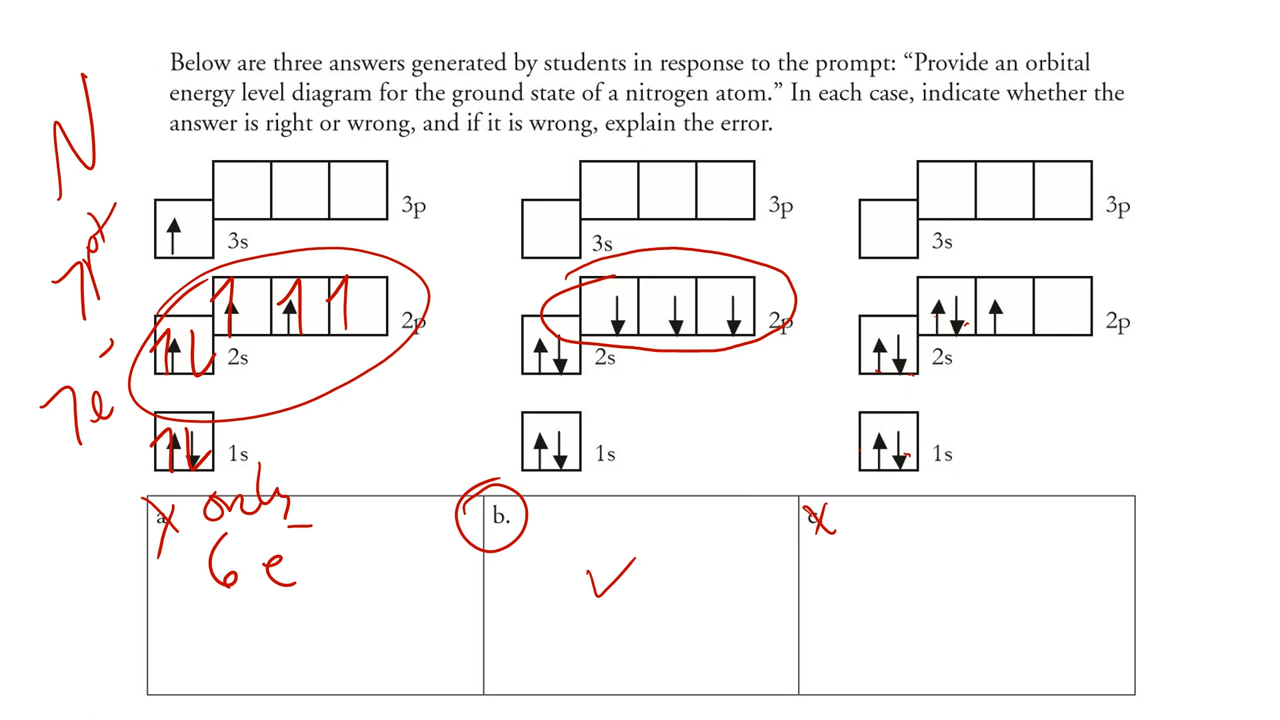 Below are three answers generated by students in response to the prompt: “Provide an orbital
energy level diagram for the ground state of a nitrogen atom.” In each case, indicate whether the
answer is right or wrong, and if it is wrong, explain the error.
N
7pt
7e
3p
3s
2p
2s
1s
3p
3s
2p
2s
1s
3p
3s
2p
2s
1s
a. only
6 e
b.
c.